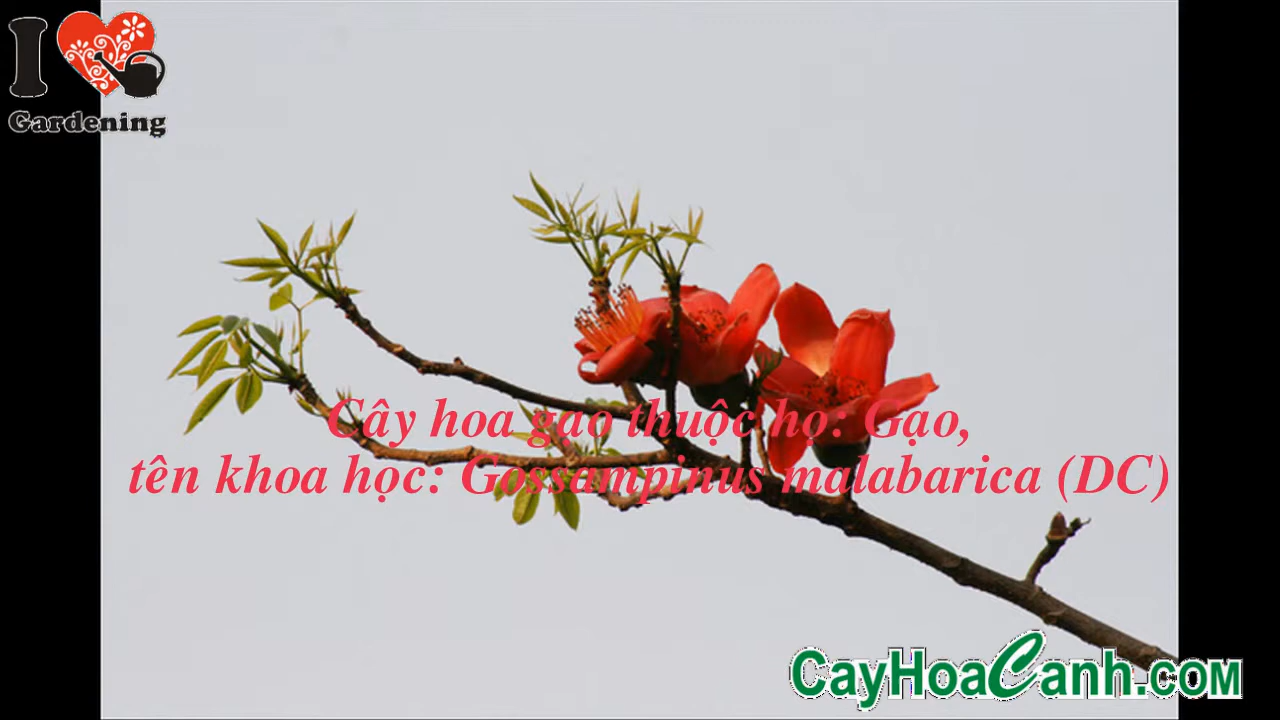 I
Gardening
Cây hoa gạo thuộc họ: Gạo,
tên khoa học: Gossampinus malabarica (DC)
CayHoaCanh.com